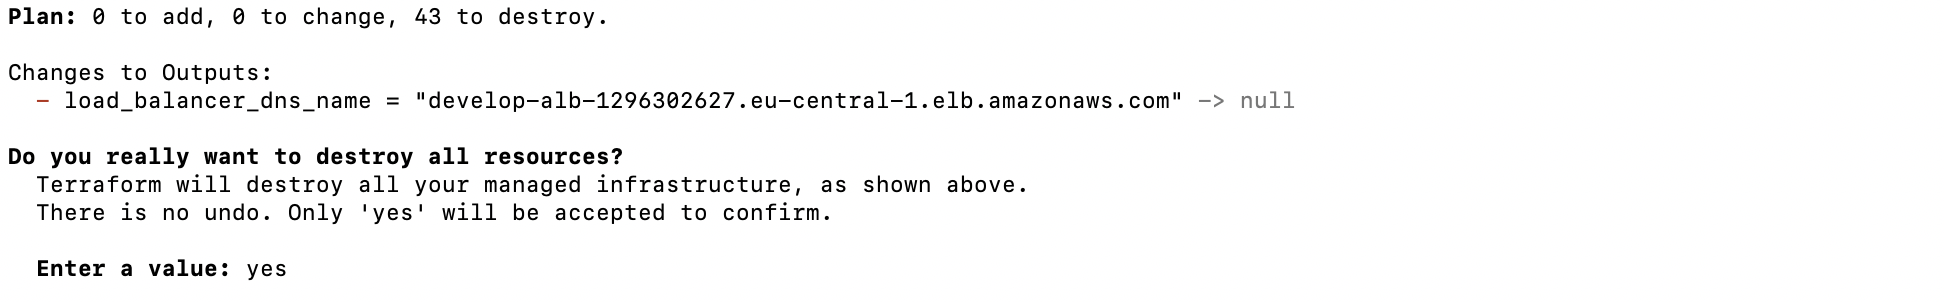 Plan: 0 to add, 0 to change, 43 to destroy.
Changes to Outputs:
- load_balancer_dns_name = "develop-alb-1296302627.eu-central-1.elb.amazonaws.com" -> null
Do you really want to destroy all resources?
Terraform will destroy all your managed infrastructure, as shown above.
There is no undo. Only 'yes' will be accepted to confirm.
Enter a value: yes